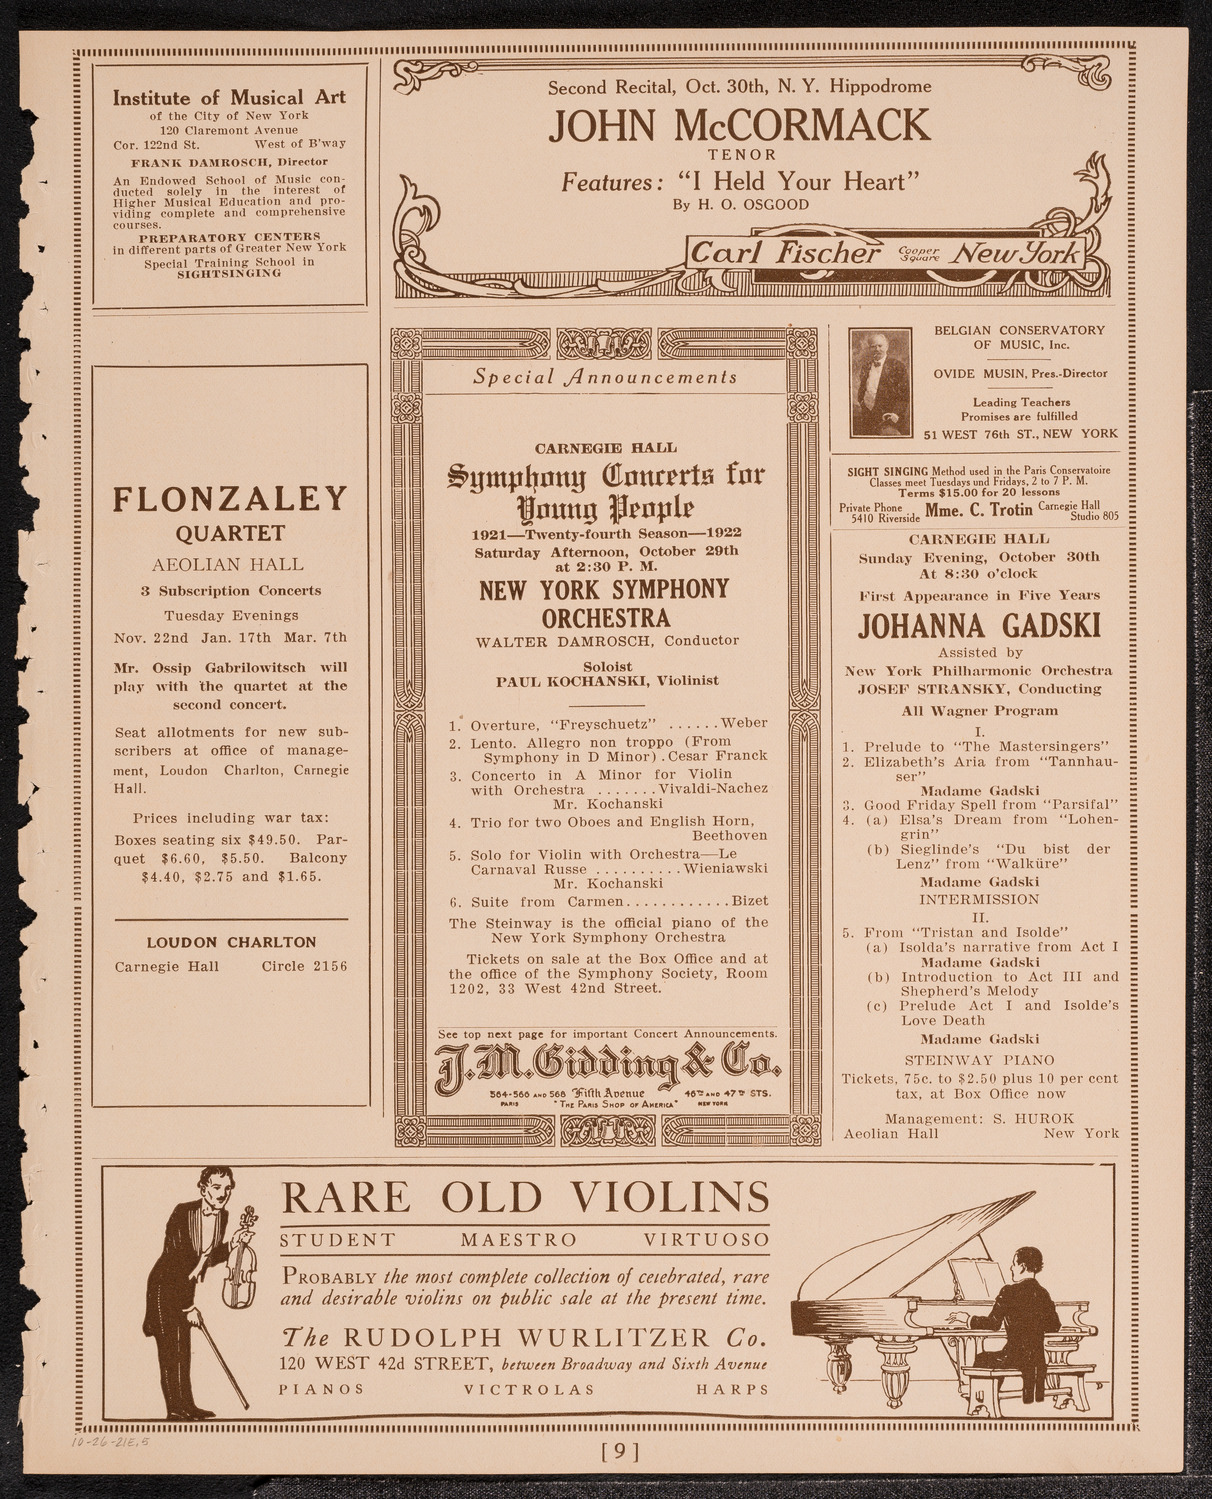 Institute of Musical Art
of the City of New York
120 Claremont Avenue
Cor. 122nd St. West of B'way
FRANK DAMROSCH, Director
An Endowed School of Music con-
ducted solely in the interest of
Higher Musical Education and pro-
viding complete and comprehensive
courses.
PREPARATORY CENTERS
in different parts of Greater New York
Special Training School in
SIGHTSINGING
Second Recital, Oct. 30th, N. Y. Hippodrome
JOHN McCORMACK
TENOR
Features: "I Held Your Heart"
By H. O. OSGOOD
Carl Fischer Cooper Square New York
FLONZALEY
QUARTET
AEOLIAN HALL
3 Subscription Concerts
Tuesday Evenings
Nov. 22nd Jan. 17th Mar. 7th
Mr. Ossip Gabrilowitsch will
play with the quartet at the
second concert.
Seat allotments for new sub-
scribers at office of manage-
ment, Loudon Charlton, Carnegie
Hall.
Prices including war tax:
Boxes seating six $49.50. Par-
quet $6.60, $5.50. Balcony
$4.40, $2.75 and $1.65.
LOUDON CHARLTON
Carnegie Hall Circle 2156
Special Announcements
CARNEGIE HALL
Symphony Concerts for
Young People
1921—Twenty-fourth Season—1922
Saturday Afternoon, October 29th
at 2:30 P. M.
NEW YORK SYMPHONY
ORCHESTRA
WALTER DAMROSCH, Conductor
Soloist
PAUL KOCHANSKI, Violinist
1. Overture, "Freyschuetz" ......Weber
2. Lento. Allegro non troppo (From
Symphony in D Minor) . Cesar Franck
3. Concerto in A Minor for Violin
with Orchestra .......Vivaldi-Nachez
Mr. Kochanski
4. Trio for two Oboes and English Horn,
Beethoven
5. Solo for Violin with Orchestra—Le
Carnaval Russe ..........Wieniawski
Mr. Kochanski
6. Suite from Carmen............Bizet
The Steinway is the official piano of the
New York Symphony Orchestra
Tickets on sale at the Box Office and at
the office of the Symphony Society, Room
1202, 33 West 42nd Street.
See top next page for important Concert Announcements.
J.M. Gidding & Co.
564-566 AND 568 Fifth Avenue 46TH AND 47TH STS.
PARIS "THE PARIS SHOP OF AMERICA" NEW YORK
BELGIAN CONSERVATORY
OF MUSIC, Inc.
OVIDE MUSIN, Pres.-Director
Leading Teachers
Promises are fulfilled
51 WEST 76th ST., NEW YORK
SIGHT SINGING Method used in the Paris Conservatoire
Classes meet Tuesdays und Fridays, 2 to 7 P. M.
Terms $15.00 for 20 lessons
Private Phone 5410 Riverside Mme. C. Trotin Carnegie Hall Studio 805
CARNEGIE HALL
Sunday Evening, October 30th
At 8:30 o'clock
First Appearance in Five Years
JOHANNA GADSKI
Assisted by
New York Philharmonic Orchestra
JOSEF STRANSKY, Conducting
All Wagner Program
I.
1. Prelude to "The Mastersingers"
2. Elizabeth's Aria from "Tannhau-
ser"
Madame Gadski
3. Good Friday Spell from "Parsifal"
4. (a) Elsa's Dream from "Lohen-
grin"
(b) Sieglinde's "Du bist der
Lenz" from "Walküre"
Madame Gadski
INTERMISSION
II.
5. From "Tristan and Isolde"
(a) Isolda's narrative from Act I
Madame Gadski
(b) Introduction to Act III and
Shepherd's Melody
(c) Prelude Act I and Isolde's
Love Death
Madame Gadski
STEINWAY PIANO
Tickets, 75c. to $2.50 plus 10 per cent
tax, at Box Office now
Management: S. HUROK
Aeolian Hall New York
RARE OLD VIOLINS
STUDENT MAESTRO VIRTUOSO
PROBABLY the most complete collection of celebrated, rare
and desirable violins on public sale at the present time.
The RUDOLPH WURLITZER Co.
120 WEST 42d STREET, between Broadway and Sixth Avenue
PIANOS VICTROLAS HARPS
10-26-21E.5
[ 9 ]